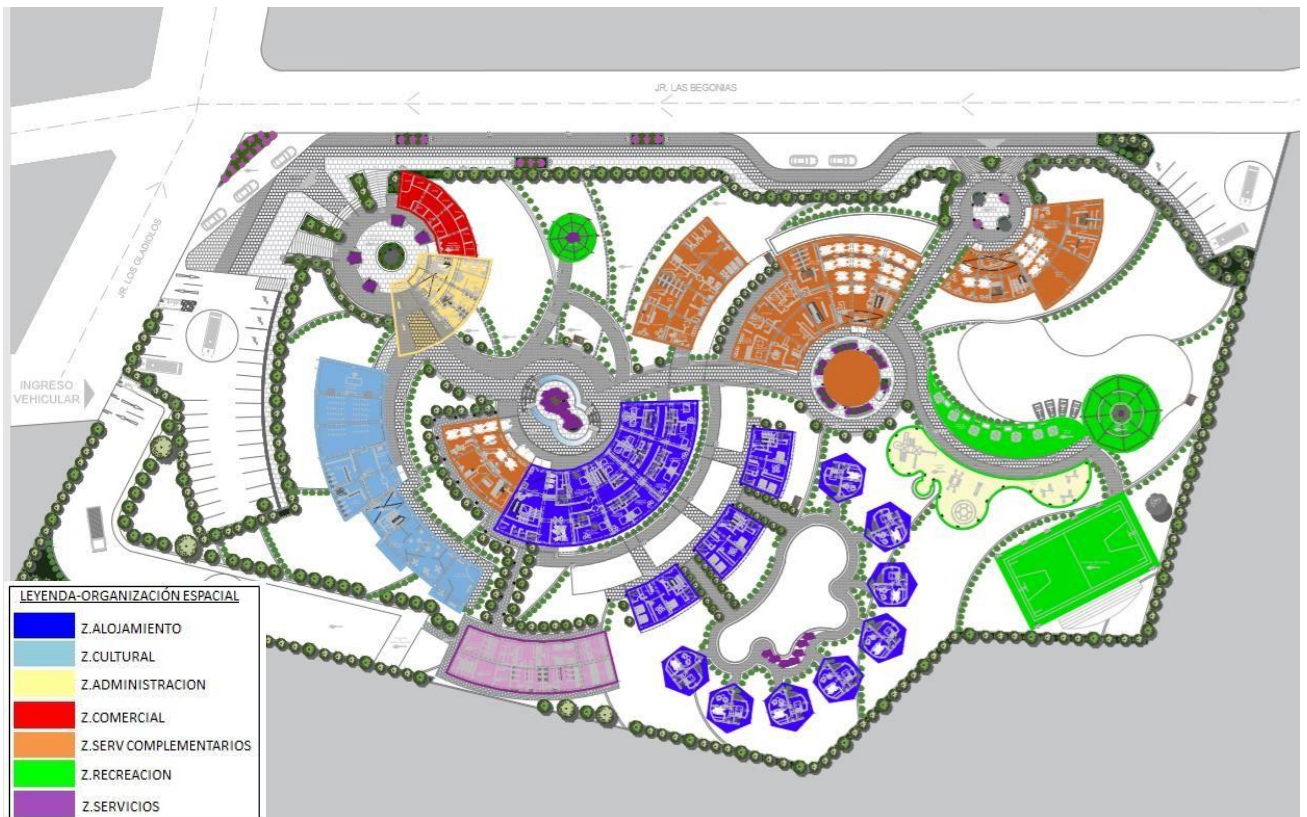 JR. LAS BEGONIAS
JR. LOS GLADIOLOS
INGRESO
VEHICULAR
LEYENDA-ORGANIZACIÓN ESPACIAL
Z.ALOJAMIENTO
Z.CULTURAL
Z.ADMINISTRACION
Z.COMERCIAL
Z.SERV COMPLEMENTARIOS
Z.RECREACION
Z.SERVICIOS